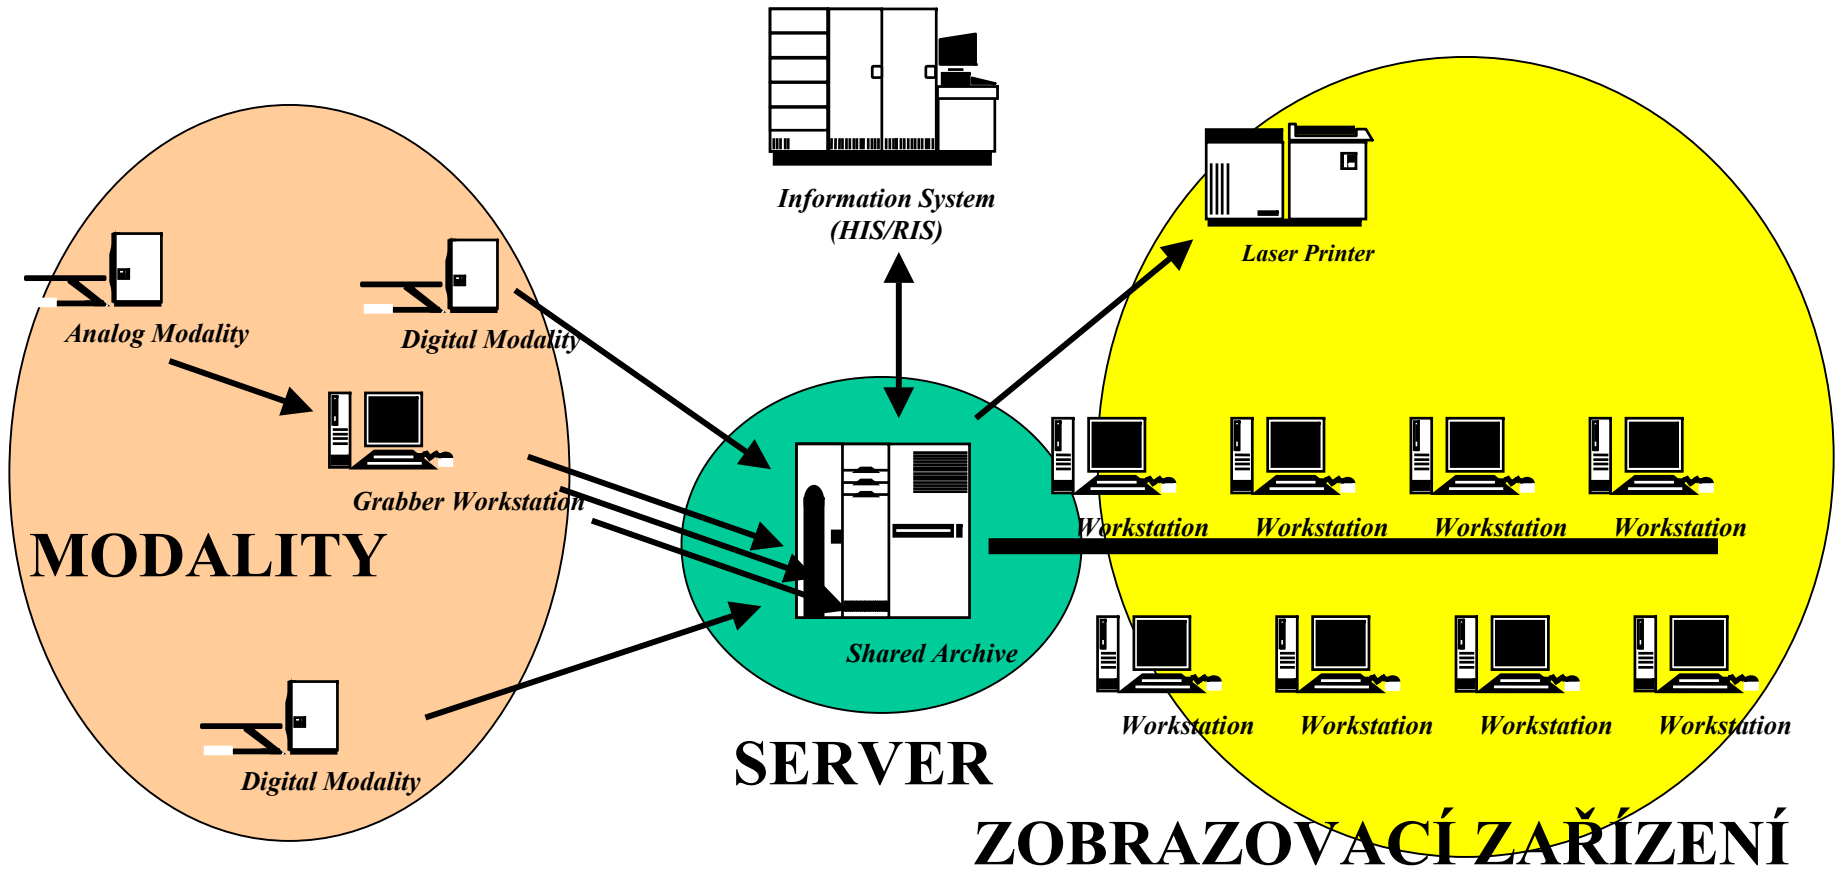 Information System
(HIS/RIS)
Laser Printer
Analog Modality
Digital Modality
Grabber Workstation
MODALITY
Workstation
Workstation
Workstation
Workstation
Shared Archive
Workstation
Workstation
Workstation
Workstation
Digital Modality
SERVER
ZOBRAZOVACÍ ZAŘÍZENÍ